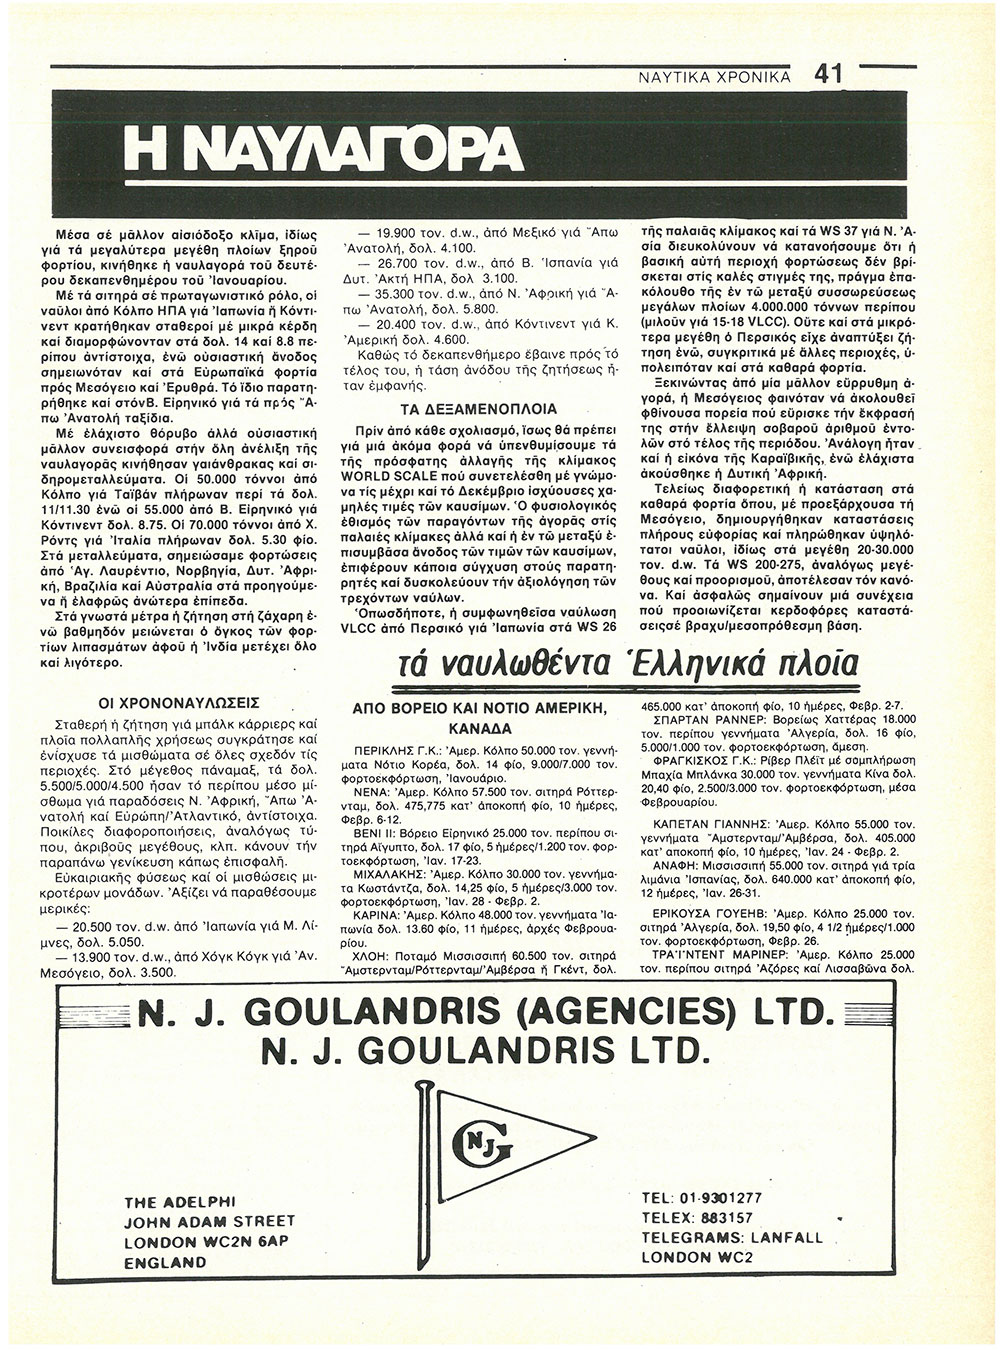 ΝΑΥΤΙΚΑ ΧΡΟΝΙΚΑ 41
Η ΝΑΥΛΑΓΟΡΑ
Μέσα σέ μᾶλλον αἰσιόδοξο κλῖμα, ἰδίως
γιά τά μεγαλύτερα μεγέθη πλοίων ξηροῦ
φορτίου, κινήθηκε ἡ ναυλαγορά τοῦ δευτέ-
ρου δεκαπενθημέρου τοῦ Ἰανουαρίου.
Μέ τά σιτηρά σέ πρωταγωνιστικό ρόλο, οἱ
ναῦλοι ἀπό Κόλπο ΗΠΑ γιά Ἰαπωνία ἤ Κόντι-
νεντ κρατήθηκαν σταθεροί μέ μικρά κέρδη
καί διαμορφώνονταν στά δολ. 14 καί 8.8 πε-
ρίπου ἀντίστοιχα, ἐνῶ οὐσιαστική ἄνοδος
σημειωνόταν καί στά Εὐρωπαϊκά φορτία
πρός Μεσόγειο καί Ἐρυθρά. Τό ἴδιο παρατη-
ρήθηκε καί στόνΒ. Εἰρηνικό γιά τά πρός Ἄ-
πω Ἀνατολή ταξίδια.
Μέ ἐλάχιστο θόρυβο ἀλλά οὐσιαστική
μᾶλλον συνεισφορά στήν ὅλη ἀνέλιξη τῆς
ναυλαγορᾶς κινήθησαν γαιάνθρακας καί σι-
δηρομεταλλεύματα. Οἱ 50.000 τόννοι ἀπό
Κόλπο γιά Ταϊβάν πλήρωναν περί τά δολ.
11/11.30 ἐνῶ οἱ 55.000 ἀπό Β. Εἰρηνικό γιά
Κόντινεντ δολ. 8.75. Οἱ 70.000 τόννοι ἀπό Χ.
Ρόντς γιά Ἰταλία πλήρωναν δολ. 5.30 φίο.
Στά μεταλλεύματα, σημειώσαμε φορτώσεις
ἀπό Ἁγ. Λαυρέντιο, Νορβηγία, Δυτ. Ἀφρι-
κή, Βραζιλία καί Αὐστραλία στά προηγούμε-
να ἤ ἐλαφρῶς ἀνώτερα ἐπίπεδα.
Στά γνωστά μέτρα ἡ ζήτηση στή ζάχαρη ἐ-
νῶ βαθμηδόν μειώνεται ὁ ὄγκος τῶν φορ-
τίων λιπασμάτων ἀφοῦ ἡ Ἰνδία μετέχει ὅλο
καί λιγότερο.
ΟΙ ΧΡΟΝΟΝΑΥΛΩΣΕΙΣ
Σταθερή ἡ ζήτηση γιά μπάλκ κάρριερς καί
πλοῖα πολλαπλῆς χρήσεως συγκράτησε καί
ἐνίσχυσε τά μισθώματα σέ ὅλες σχεδόν τίς
περιοχές. Στό μέγεθος πάναμαξ, τά δολ.
5.500/5.000/4.500 ἦσαν τό περίπου μέσο μί-
σθωμα γιά παραδόσεις Ν. Ἀφρική, Ἄπω Ἀ-
νατολή καί Εὐρώπη/Ἀτλαντικό, ἀντίστοιχα.
Ποικίλες διαφοροποιήσεις, ἀναλόγως τύ-
που, ἀκριβοῦς μεγέθους, κλπ. κάνουν τήν
παραπάνω γενίκευση κάπως ἐπισφαλῆ.
Εὐκαιριακῆς φύσεως καί οἱ μισθώσεις μι-
κροτέρων μονάδων. Ἀξίζει νά παραθέσουμε
μερικές:
— 20.500 τον. d.w. ἀπό Ἰαπωνία γιά Μ. Λί-
μνες, δολ. 5.050.
— 13.900 τον. d.w., ἀπό Χόγκ Κόγκ γιά Ἀν.
Μεσόγειο, δολ. 3.500.
— 19.900 τον. d.w., ἀπό Μεξικό γιά Ἄπω
Ἀνατολή, δολ. 4.100.
— 26.700 τον. d.w., ἀπό Β. Ἱσπανία γιά
Δυτ. Ἀκτή ΗΠΑ, δολ 3.100.
— 35.300 τον. d.w., ἀπό Ν. Ἀφρική γιά Ἄ-
πω Ἀνατολή, δολ. 5.800.
— 20.400 τον. d.w., ἀπό Κόντινεντ γιά Κ.
Ἀμερική δολ. 4.600.
Καθώς τό δεκαπενθήμερο ἔβαινε πρός τό
τέλος του, ἡ τάση ἀνόδου τῆς ζητήσεως ἦ-
ταν ἐμφανής.
ΤΑ ΔΕΞΑΜΕΝΟΠΛΟΙΑ
Πρίν ἀπό κάθε σχολιασμό, ἴσως θά πρέπει
γιά μιά ἀκόμα φορά νά ὑπενθυμίσουμε τά
τῆς πρόσφατης ἀλλαγῆς τῆς κλίμακος
WORLD SCALE πού συνετελέσθη μέ γνώμο-
να τίς μέχρι καί τό Δεκέμβριο ἰσχύουσες χα-
μηλές τιμές τῶν καυσίμων. Ὁ φυσιολογικός
ἐθισμός τῶν παραγόντων τῆς ἀγορᾶς στίς
παλαιές κλίμακες ἀλλά καί ἡ ἐν τῶ μεταξύ ἐ-
πισυμβᾶσα ἄνοδος τῶν τιμῶν τῶν καυσίμων,
ἐπιφέρουν κάποια σύγχυση στούς παρατη-
ρητές καί δυσκολεύουν τήν ἀξιολόγηση τῶν
τρεχόντων ναύλων.
Ὁπωσδήποτε, ἡ συμφωνηθεῖσα ναύλωση
VLCC ἀπό Περσικό γιά Ἰαπωνία στά WS 26
τῆς παλαιᾶς κλίμακος καί τά WS 37 γιά Ν. Ἀ-
σία διευκολύνουν νά κατανοήσουμε ὅτι ἡ
βασική αὐτή περιοχή φορτώσεως δέν βρί-
σκεται στίς καλές στιγμές της, πράγμα ἐπα-
κόλουθο τῆς ἐν τῶ μεταξύ συσσωρεύσεως
μεγάλων πλοίων 4.000.000 τόννων περίπου
(μιλοῦν γιά 15-18 VLCC). Οὔτε καί στά μικρό-
τερα μεγέθη ὁ Περσικός εἶχε ἀναπτύξει ζή-
τηση ἐνῶ, συγκριτικά μέ ἄλλες περιοχές, ὑ-
πολειπόταν καί στά καθαρά φορτία.
Ξεκινώντας ἀπό μία μᾶλλον εὔρρυθμη ἀ-
γορά, ἡ Μεσόγειος φαινόταν νά ἀκολουθεῖ
φθίνουσα πορεία πού εὕρισκε τήν ἔκφρασή
της στήν ἔλλειψη σοβαροῦ ἀριθμοῦ ἐντο-
λῶν στό τέλος τῆς περιόδου. Ἀνάλογη ἦταν
καί ἡ εἰκόνα τῆς Καραϊβικῆς, ἐνῶ ἐλάχιστα
ἀκούσθηκε ἡ Δυτική Ἀφρική.
Τελείως διαφορετική ἡ κατάσταση στά
καθαρά φορτία ὅπου, μέ προεξάρχουσα τή
Μεσόγειο, δημιουργήθηκαν καταστάσεις
πλήρους εὐφορίας καί πληρώθηκαν ὑψηλό-
τατοι ναῦλοι, ἰδίως στά μεγέθη 20-30.000
τον. d.w. Τά WS 200-275, ἀναλόγως μεγέ-
θους καί προορισμοῦ, ἀποτέλεσαν τόν κανό-
να. Καί ἀσφαλῶς σημαίνουν μιά συνέχεια
πού προοιωνίζεται κερδοφόρες καταστά-
σειςσέ βραχυ/μεσοπρόθεσμη βάση.
τά ναυλωθέντα Ἑλληνικά πλοῖα
ΑΠΟ ΒΟΡΕΙΟ ΚΑΙ ΝΟΤΙΟ ΑΜΕΡΙΚΗ,
ΚΑΝΑΔΑ
ΠΕΡΙΚΛΗΣ Γ.Κ.: Ἀμερ. Κόλπο 50.000 τον. γεννή-
ματα Νότιο Κορέα, δολ. 14 φίο, 9.000/7.000 τον.
φορτοεκφόρτωση, Ἰανουάριο.
ΝΕΝΑ: Ἀμερ. Κόλπο 57.500 τον. σιτηρά Ρόττερ-
νταμ, δολ. 475,775 κατ' ἀποκοπή φίο, 10 ἡμέρες,
Φεβρ. 6-12.
ΒΕΝΙ ΙΙ: Βόρειο Εἰρηνικό 25.000 τον. περίπου σι-
τηρά Αἴγυπτο, δολ. 17 φίο, 5 ἡμέρες/1.200 τον. φορ-
τοεκφόρτωση, Ἰαν. 17-23.
ΜΙΧΑΛΑΚΗΣ: Ἀμερ. Κόλπο 30.000 τον. γεννήμα-
τα Κωστάντζα, δολ. 14,25 φίο, 5 ἡμέρες/3.000 τον.
φορτοεκφόρτωση, Ἰαν. 28 - Φεβρ. 2.
ΚΑΡΙΝΑ: Ἀμερ. Κόλπο 48.000 τον. γεννήματα Ἰα-
πωνία δολ. 13.60 φίο, 11 ἡμέρες, ἀρχές Φεβρουα-
ρίου.
ΧΛΟΗ: Ποταμό Μισσισιπή 60.500 τον. σιτηρά
Ἄμστερνταμ/Ρόττερνταμ/Ἀμβέρσα ἤ Γκέντ, δολ.
465.000 κατ' ἀποκοπή φίο, 10 ἡμέρες, Φεβρ. 2-7.
ΣΠΑΡΤΑΝ ΡΑΝΝΕΡ: Βορείως Χαττέρας 18.000
τον. περίπου γεννήματα Ἀλγερία, δολ. 16 φίο,
5.000/1.000 τον. φορτοεκφόρτωση, ἄμεση.
ΦΡΑΓΚΙΣΚΟΣ Γ.Κ.: Ρίβερ Πλέϊτ μέ σαμπλήρωση
Μπαχία Μπλάνκα 30.000 τον. γεννήματα Κίνα δολ.
20,40 φίο, 2.500/3.000 τον. φορτοεκφόρτωση, μέσα
Φεβρουαρίου.
ΚΑΠΕΤΑΝ ΓΙΑΝΝΗΣ: Ἀμερ. Κόλπο 55.000 τον.
γεννήματα Ἄμστερνταμ/Ἀμβέρσα, δολ. 405.000
κατ' αποκοπή φίο, 10 ἡμέρες, Ἰαν. 24 - Φεβρ. 2.
ΑΝΑΦΗ: Μισσισιπή 55.000 τον. σιτηρά γιά τρία
λιμάνια Ἱσπανίας, δολ. 640.000 κατ' ἀποκοπή φίο,
12 ἡμέρες, Ἰαν. 26-31.
ΕΡΙΚΟΥΣΑ ΓΟΥΕΗΒ: Ἀμερ. Κόλπο 25.000 τον.
σιτηρά Ἀλγερία, δολ. 19,50 φίο, 4 1/2 ἡμέρες/1.000
τον. φορτοεκφόρτωση, Φεβρ. 26.
ΤΡΑ'Ι'ΝΤΕΝΤ ΜΑΡΙΝΕΡ: Ἀμερ. Κόλπο 25.000
τον. περίπου σιτηρά Ἀζόρες καί Λισσαβῶνα δολ.
N. J. GOULANDRIS (AGENCIES) LTD.
N. J. GOULANDRIS LTD.
NJG
THE ADELPHI
JOHN ADAM STREET
LONDON WC2N 6AP
ENGLAND
TEL: 01-9301277
TELEX: 883157
TELEGRAMS: LANFALL
LONDON WC2